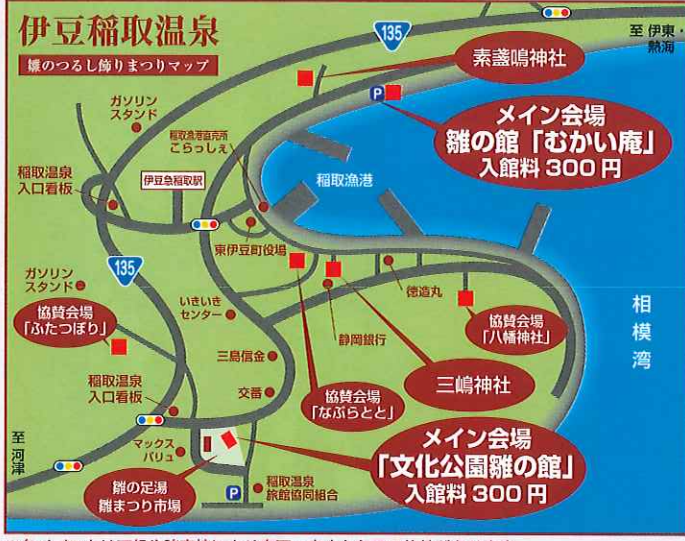 伊豆稲取温泉
雛のつるし飾りまつりマップ
135
至 伊東・
熱海
素盞嗚神社
P
メイン会場
雛の館「むかい庵」
入館料 300 円
ガソリン
スタンド
稲取漁港直売所
こらっしぇ
稲取温泉
入口看板
伊豆急稲取駅
稲取漁港
東伊豆町役場
135
ガソリン
スタンド
協賛会場
「ふたつぼり」
いきいき
センター
徳造丸
静岡銀行
協賛会場
「八幡神社」
相模湾
三島信金
稲取温泉
入口看板
交番
協賛会場
「なぶらとと」
三嶋神社
至 河津
マックス
バリュ
メイン会場
「文化公園雛の館」
入館料 300 円
雛の足湯
雛まつり市場
P
稲取温泉
旅館協同組合